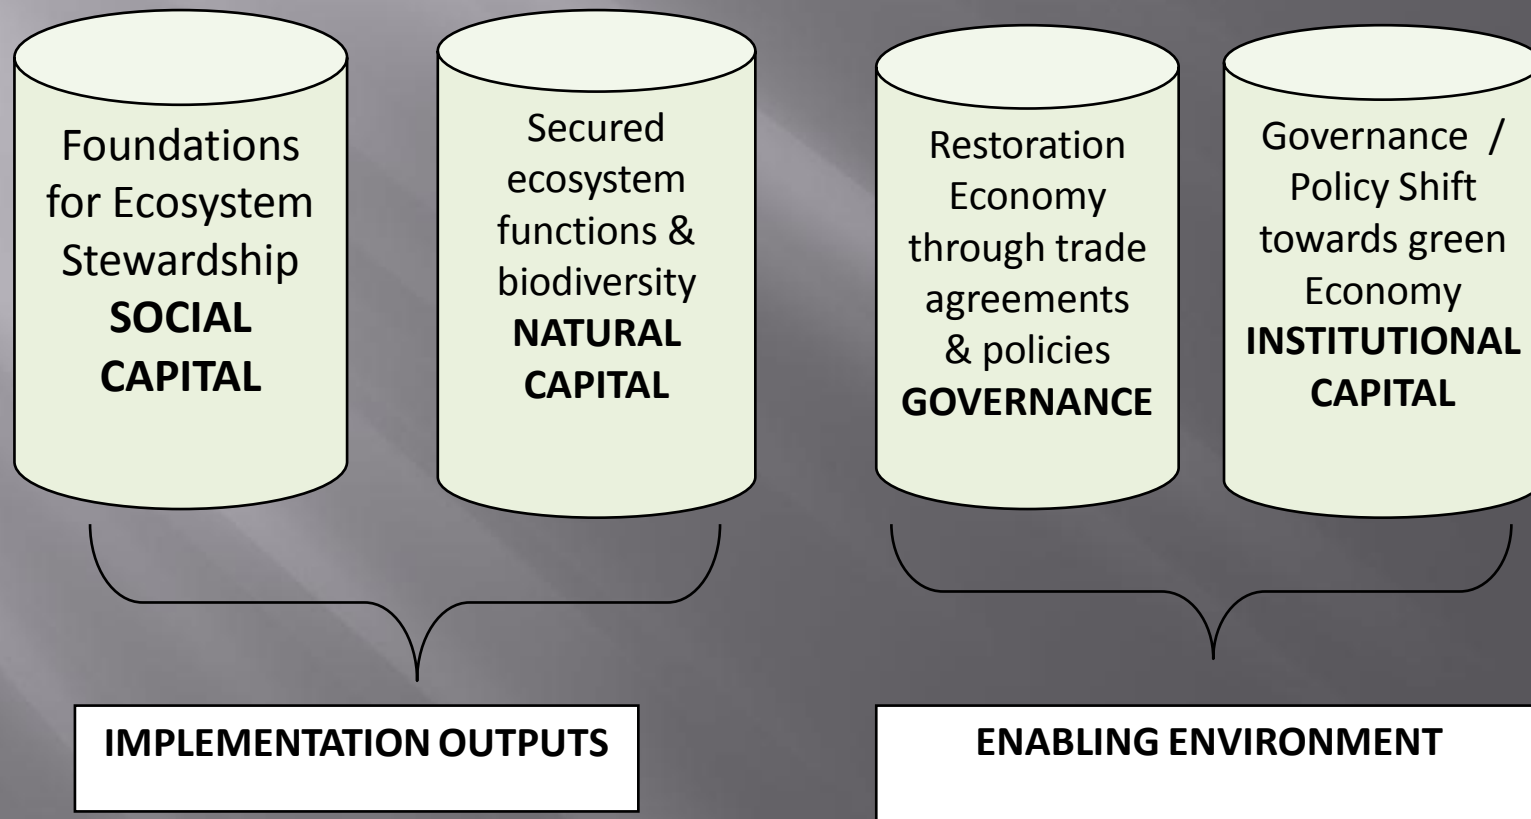 Foundations
for Ecosystem
Stewardship
SOCIAL
CAPITAL
Secured
ecosystem
functions &
biodiversity
NATURAL
CAPITAL
Restoration
Economy
through trade
agreements
& policies
GOVERNANCE
Governance /
Policy Shift
towards green
Economy
INSTITUTIONAL
CAPITAL
IMPLEMENTATION OUTPUTS
ENABLING ENVIRONMENT